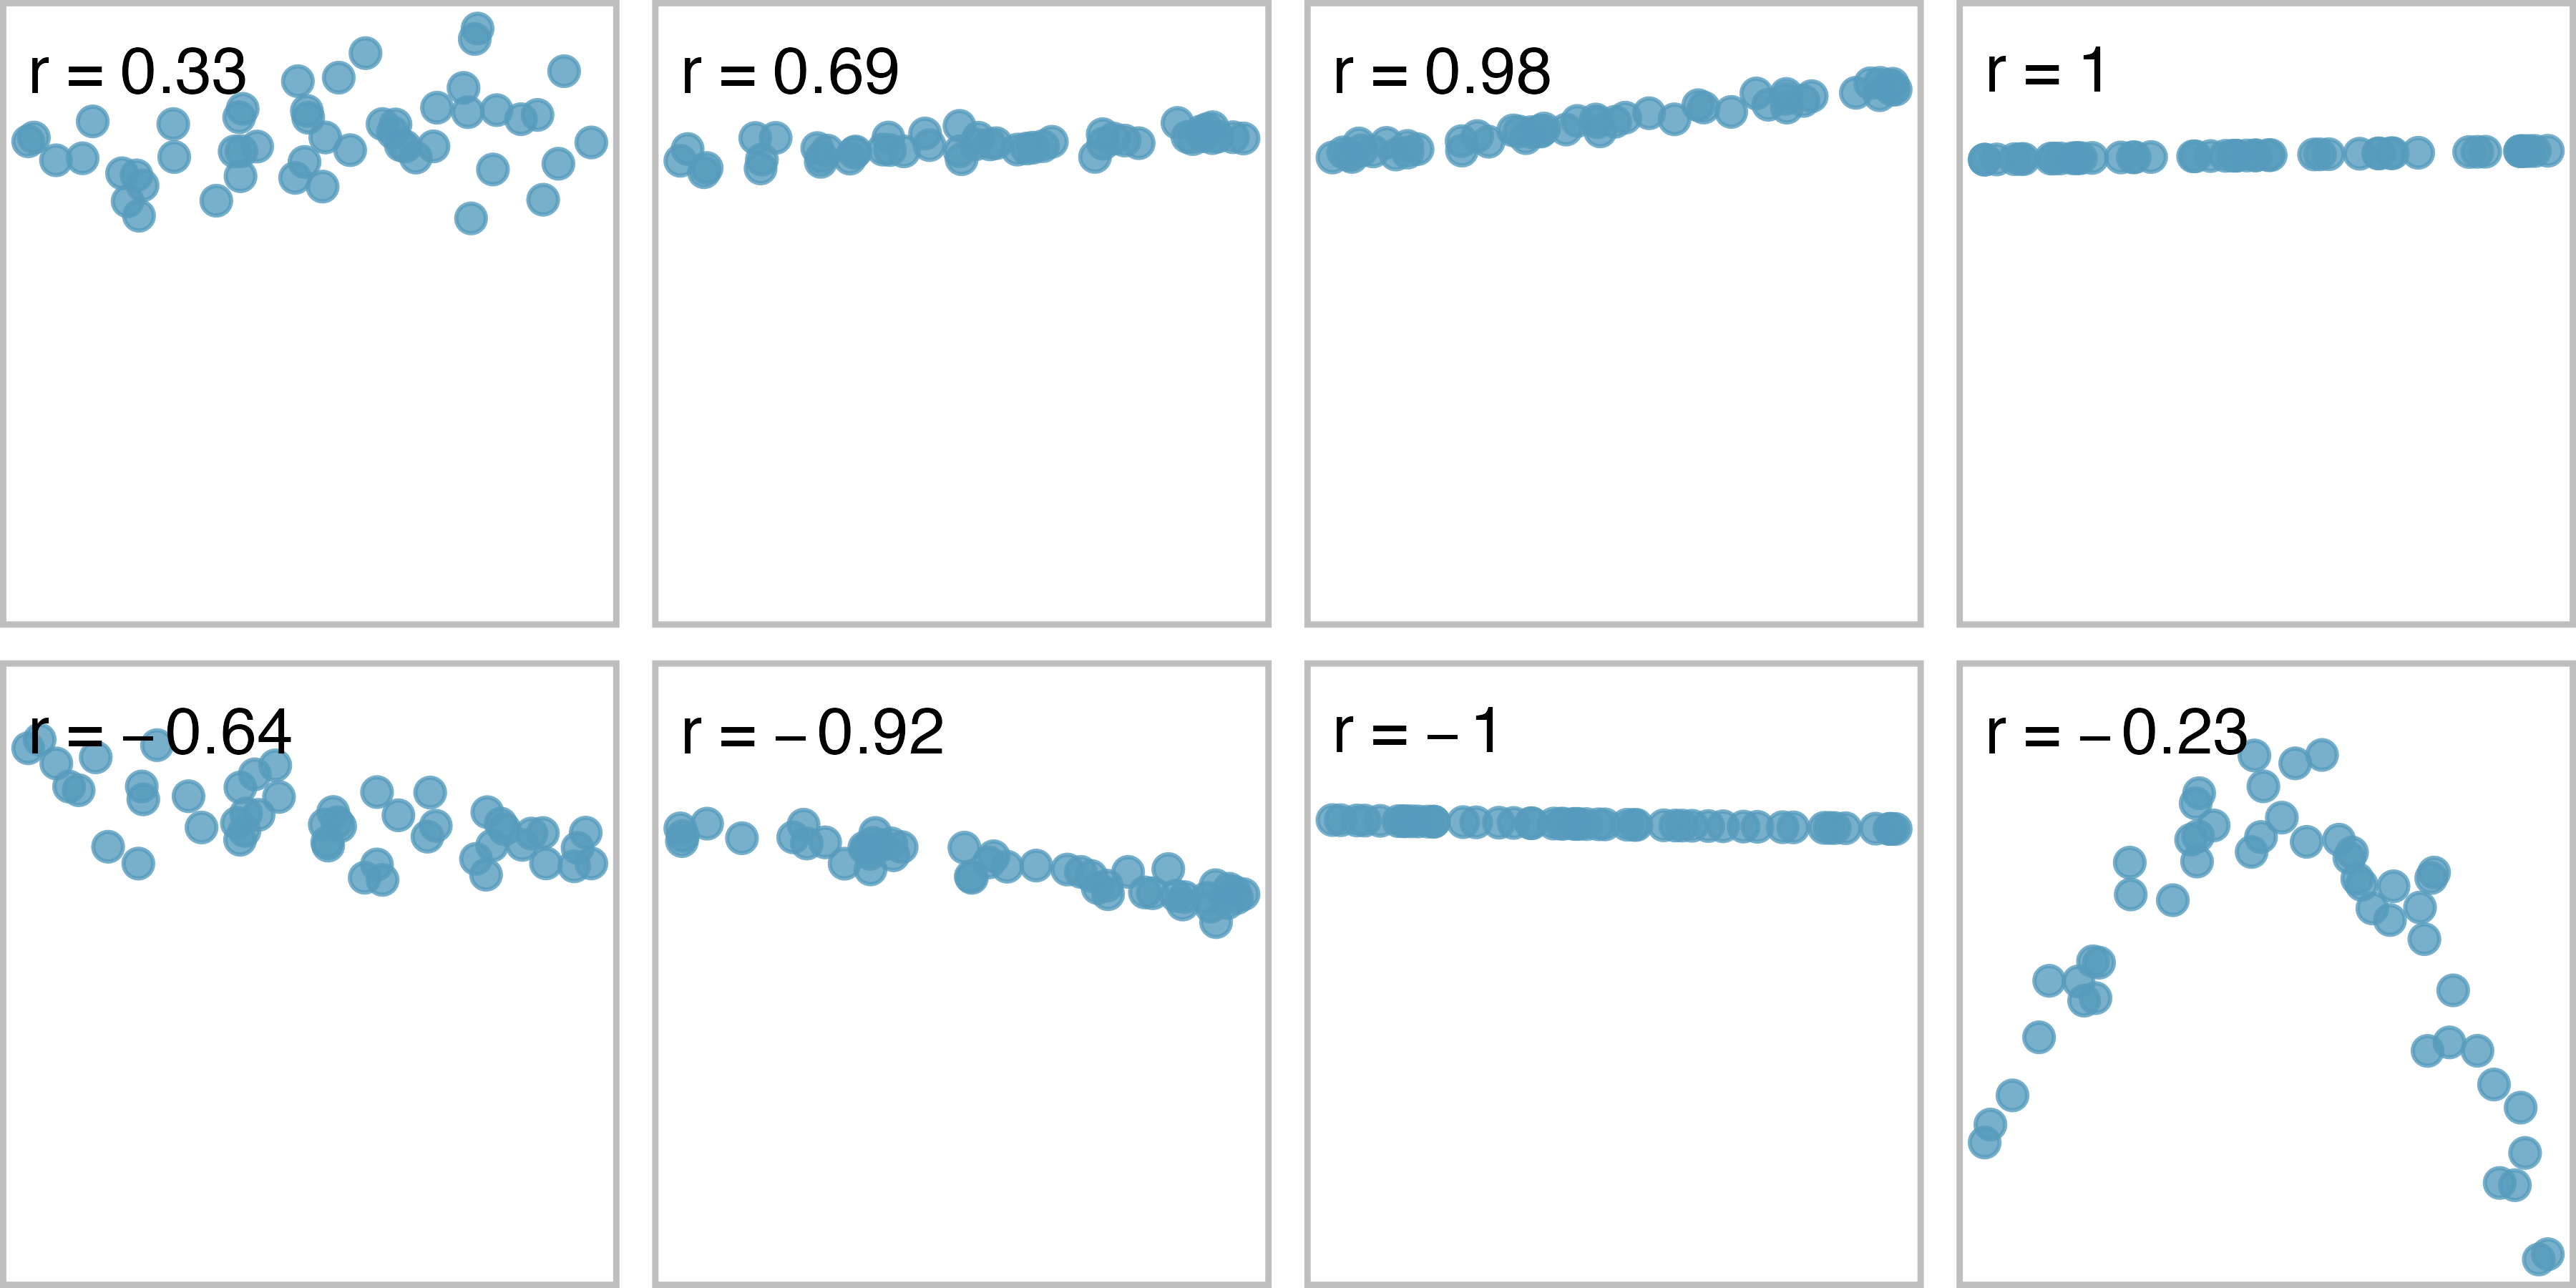 r = 0.33
r = 0.69
r = 0.98
r = 1
r = −0.64
r = −0.92
r = −1
r = −0.23